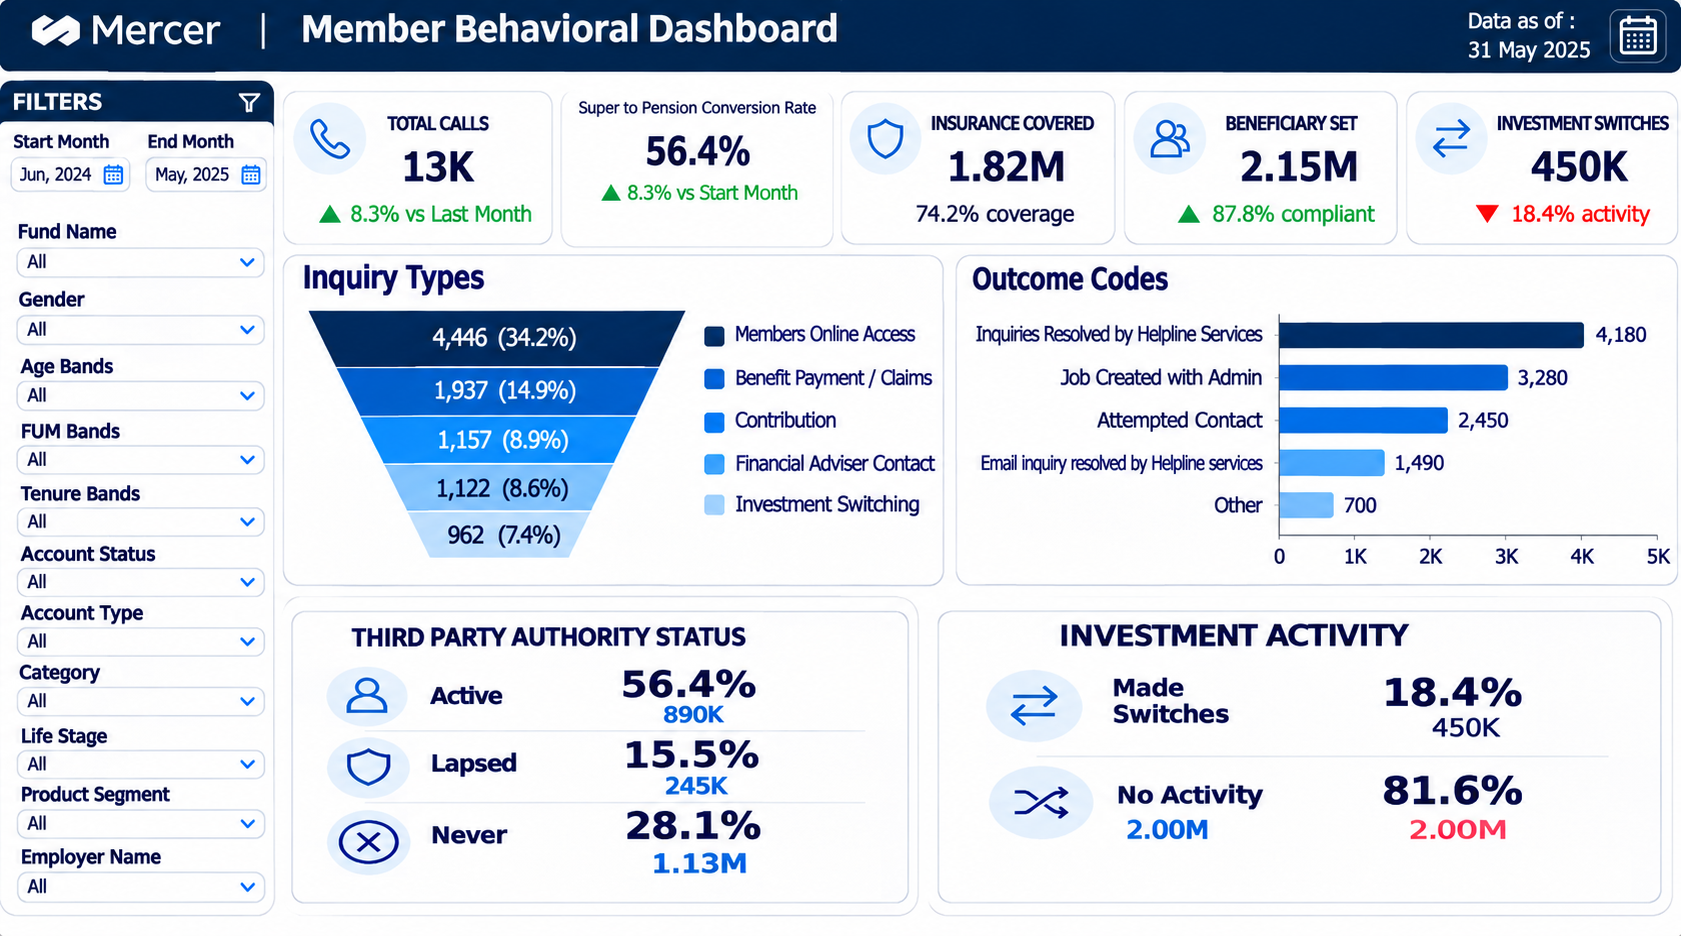 Mercer | Member Behavioral Dashboard
Data as of :
31 May 2025
FILTERS
Start Month
End Month
Jun, 2024
May, 2025
Fund Name
All
Gender
All
Age Bands
All
FUM Bands
All
Tenure Bands
All
Account Status
All
Account Type
All
Category
All
Life Stage
All
Product Segment
All
Employer Name
All
TOTAL CALLS
13K
▲ 8.3% vs Last Month
Super to Pension Conversion Rate
56.4%
▲ 8.3% vs Start Month
INSURANCE COVERED
1.82M
74.2% coverage
BENEFICIARY SET
2.15M
▲ 87.8% compliant
INVESTMENT SWITCHES
450K
▼ 18.4% activity
Inquiry Types
4,446 (34.2%)
1,937 (14.9%)
1,157 (8.9%)
1,122 (8.6%)
962 (7.4%)
Members Online Access
Benefit Payment / Claims
Contribution
Financial Adviser Contact
Investment Switching
Outcome Codes
Inquiries Resolved by Helpline Services 4,180
Job Created with Admin 3,280
Attempted Contact 2,450
Email inquiry resolved by Helpline services 1,490
Other 700
0 1K 2K 3K 4K 5K
THIRD PARTY AUTHORITY STATUS
Active
56.4%
890K
Lapsed
15.5%
245K
Never
28.1%
1.13M
INVESTMENT ACTIVITY
Made
Switches
18.4%
450K
No Activity
2.00M
81.6%
2.00M